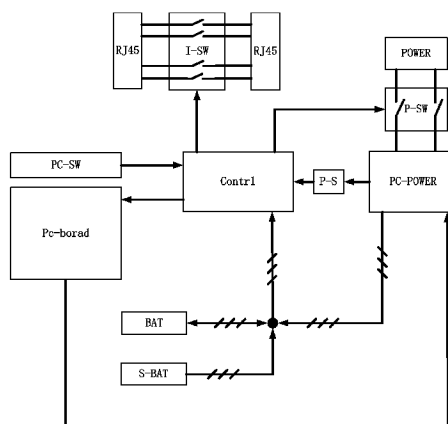 RJ45
I-SW
RJ45
POWER
P-SW
PC-SW
Contrl
P-S
PC-POWER
Pc-borad
BAT
S-BAT